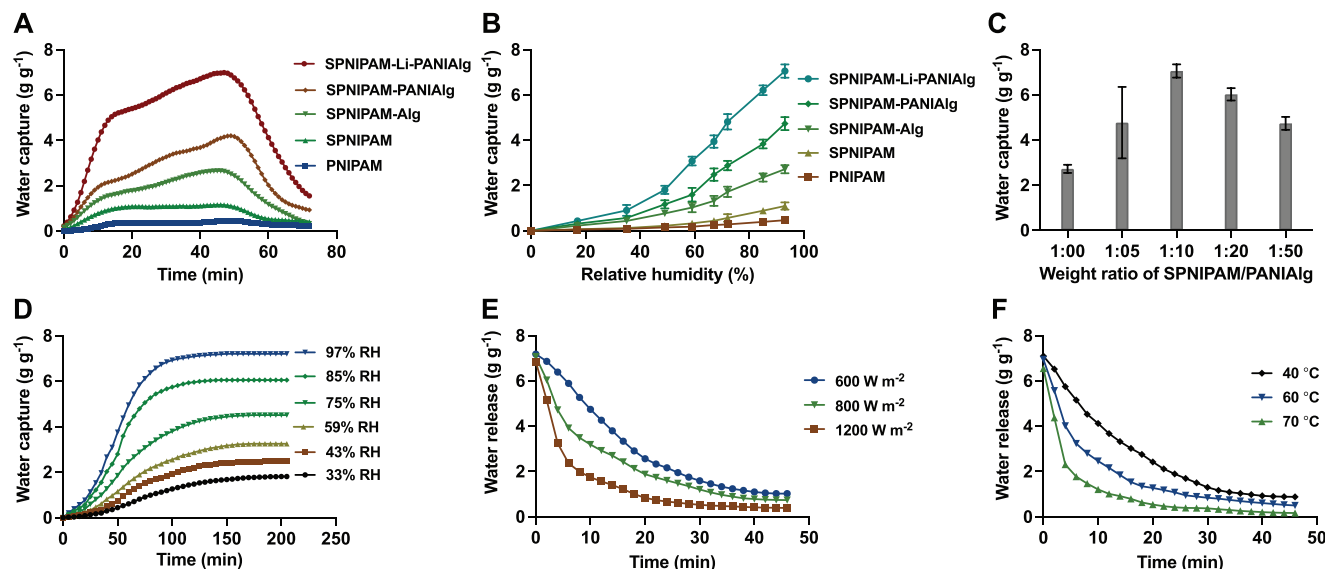 A
Water capture (g g⁻¹)
8
6
4
2
0
0 20 40 60 80
Time (min)
SPNIPAM-Li-PANIAlg
SPNIPAM-PANIAlg
SPNIPAM-Alg
SPNIPAM
PNIPAM
B
Water capture (g g⁻¹)
8
6
4
2
0
0 20 40 60 80 100
Relative humidity (%)
SPNIPAM-Li-PANIAlg
SPNIPAM-PANIAlg
SPNIPAM-Alg
SPNIPAM
PNIPAM
C
Water capture (g g⁻¹)
8
6
4
2
0
1:00 1:05 1:10 1:20 1:50
Weight ratio of SPNIPAM/PANIAlg
D
Water capture (g g⁻¹)
8
6
4
2
0
0 50 100 150 200 250
Time (min)
97% RH
85% RH
75% RH
59% RH
43% RH
33% RH
E
Water release (g g⁻¹)
8
6
4
2
0
0 10 20 30 40 50
Time (min)
600 W m⁻²
800 W m⁻²
1200 W m⁻²
F
Water release (g g⁻¹)
8
6
4
2
0
0 10 20 30 40 50
Time (min)
40 °C
60 °C
70 °C